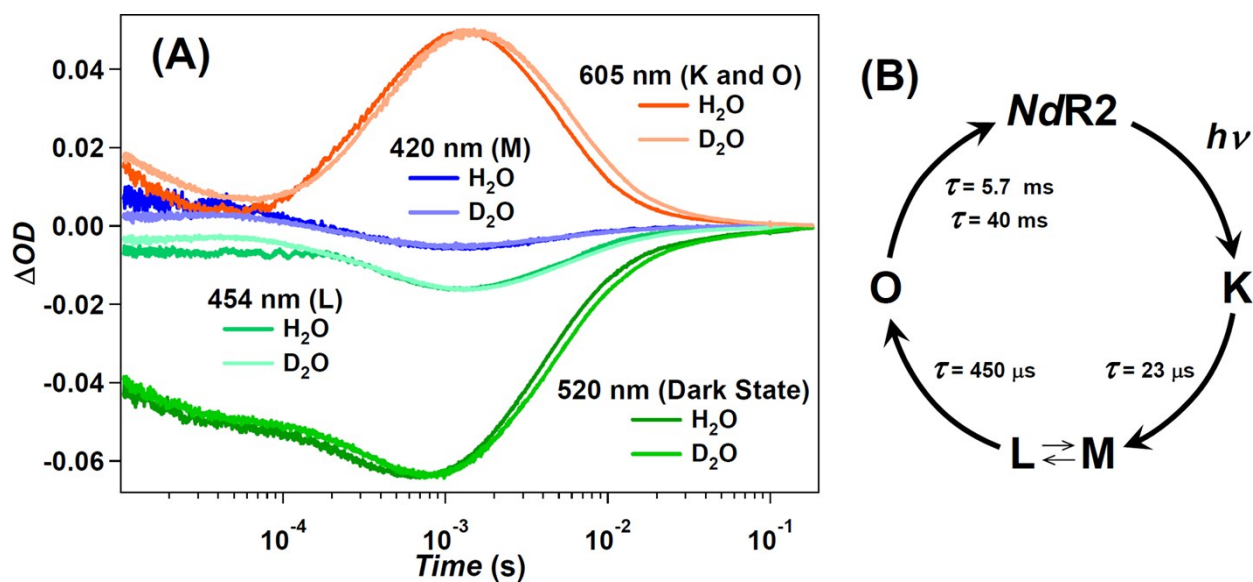 (A)
ΔOD
0.04
0.02
0.00
-0.02
-0.04
-0.06
605 nm (K and O)
H₂O
D₂O
420 nm (M)
H₂O
D₂O
454 nm (L)
H₂O
D₂O
520 nm (Dark State)
H₂O
D₂O
10⁻⁴
10⁻³
10⁻²
10⁻¹
Time (s)
(B)
NdR2
hν
τ = 5.7 ms
τ = 40 ms
O
K
τ = 450 μs
τ = 23 μs
L ⇌ M